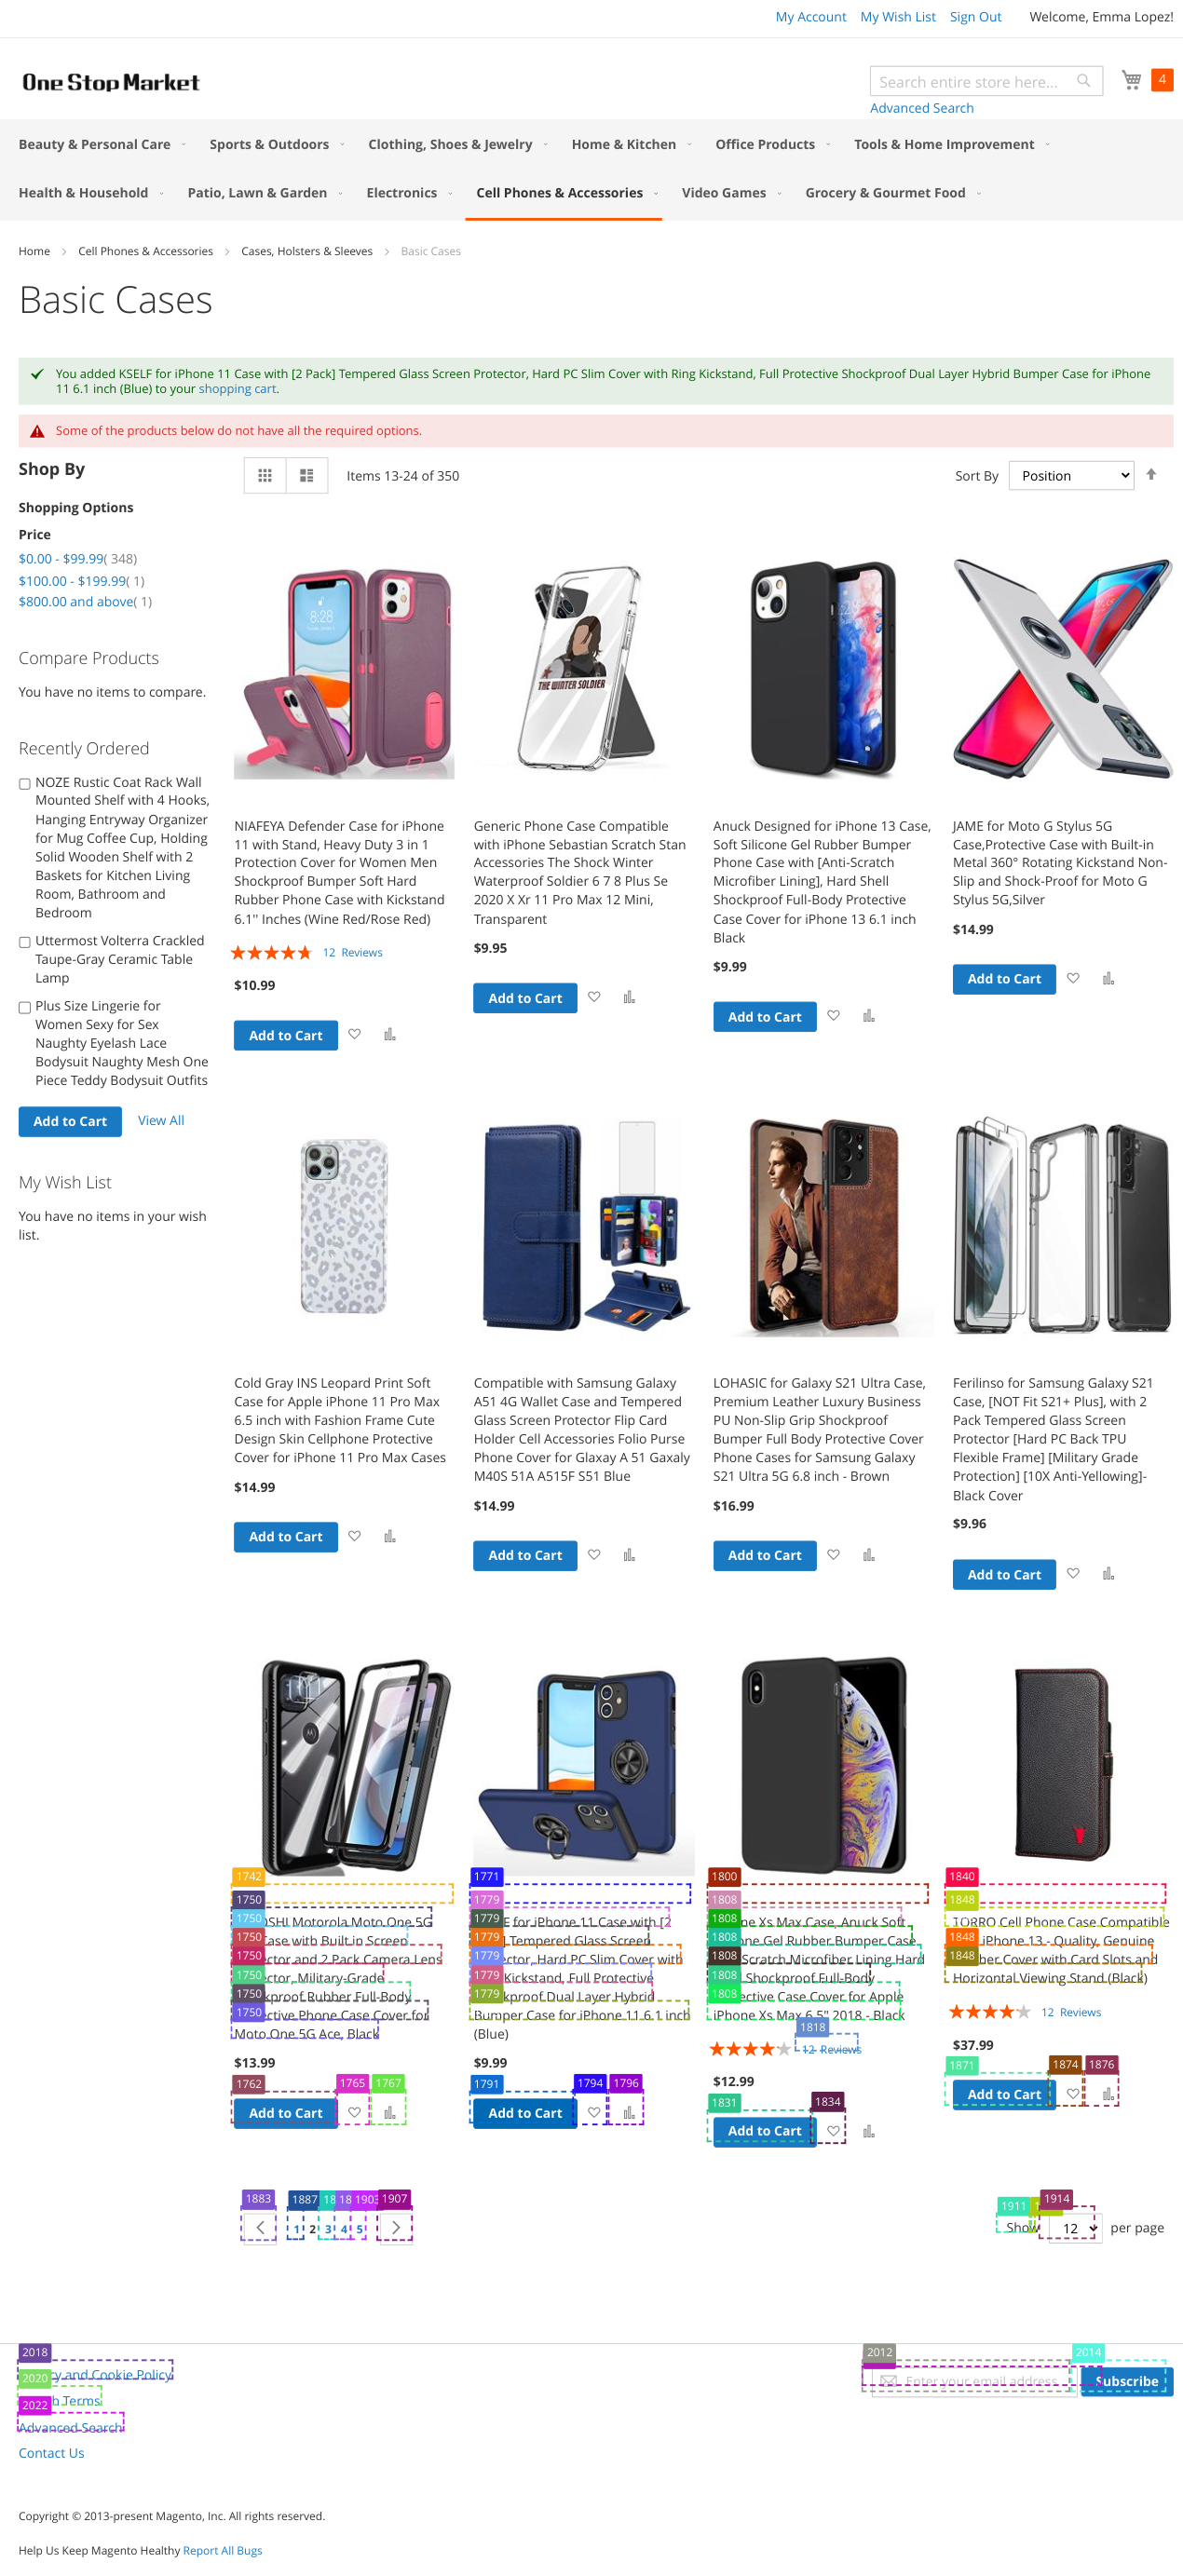 My Account My Wish List Sign Out Welcome, Emma Lopez!
One Stop Market
Search entire store here...
4
Advanced Search
Beauty & Personal Care Sports & Outdoors Clothing, Shoes & Jewelry Home & Kitchen Office Products Tools & Home Improvement
Health & Household Patio, Lawn & Garden Electronics Cell Phones & Accessories Video Games Grocery & Gourmet Food
Home Cell Phones & Accessories Cases, Holsters & Sleeves Basic Cases
Basic Cases
You added KSELF for iPhone 11 Case with [2 Pack] Tempered Glass Screen Protector, Hard PC Slim Cover with Ring Kickstand, Full Protective Shockproof Dual Layer Hybrid Bumper Case for iPhone
11 6.1 inch (Blue) to your shopping cart.
Some of the products below do not have all the required options.
Shop By
Items 13-24 of 350
Sort By Position
Shopping Options
Price
$0.00 - $99.99( 348)
$100.00 - $199.99( 1)
$800.00 and above( 1)
Compare Products
You have no items to compare.
Recently Ordered
NOZE Rustic Coat Rack Wall
Mounted Shelf with 4 Hooks,
Hanging Entryway Organizer
for Mug Coffee Cup, Holding
Solid Wooden Shelf with 2
Baskets for Kitchen Living
Room, Bathroom and
Bedroom
Uttermost Volterra Crackled
Taupe-Gray Ceramic Table
Lamp
Plus Size Lingerie for
Women Sexy for Sex
Naughty Eyelash Lace
Bodysuit Naughty Mesh One
Piece Teddy Bodysuit Outfits
Add to Cart View All
My Wish List
You have no items in your wish
list.
8:28
THE WINTER SOLDIER
NIAFEYA Defender Case for iPhone
11 with Stand, Heavy Duty 3 in 1
Protection Cover for Women Men
Shockproof Bumper Soft Hard
Rubber Phone Case with Kickstand
6.1'' Inches (Wine Red/Rose Red)
12 Reviews
$10.99
Add to Cart
Generic Phone Case Compatible
with iPhone Sebastian Scratch Stan
Accessories The Shock Winter
Waterproof Soldier 6 7 8 Plus Se
2020 X Xr 11 Pro Max 12 Mini,
Transparent
$9.95
Add to Cart
Anuck Designed for iPhone 13 Case,
Soft Silicone Gel Rubber Bumper
Phone Case with [Anti-Scratch
Microfiber Lining], Hard Shell
Shockproof Full-Body Protective
Case Cover for iPhone 13 6.1 inch
Black
$9.99
Add to Cart
JAME for Moto G Stylus 5G
Case,Protective Case with Built-in
Metal 360° Rotating Kickstand Non-
Slip and Shock-Proof for Moto G
Stylus 5G,Silver
$14.99
Add to Cart
Cold Gray INS Leopard Print Soft
Case for Apple iPhone 11 Pro Max
6.5 inch with Fashion Frame Cute
Design Skin Cellphone Protective
Cover for iPhone 11 Pro Max Cases
$14.99
Add to Cart
Compatible with Samsung Galaxy
A51 4G Wallet Case and Tempered
Glass Screen Protector Flip Card
Holder Cell Accessories Folio Purse
Phone Cover for Glaxay A 51 Gaxaly
M40S 51A A515F S51 Blue
$14.99
Add to Cart
LOHASIC for Galaxy S21 Ultra Case,
Premium Leather Luxury Business
PU Non-Slip Grip Shockproof
Bumper Full Body Protective Cover
Phone Cases for Samsung Galaxy
S21 Ultra 5G 6.8 inch - Brown
$16.99
Add to Cart
Ferilinso for Samsung Galaxy S21
Case, [NOT Fit S21+ Plus], with 2
Pack Tempered Glass Screen
Protector [Hard PC Back TPU
Flexible Frame] [Military Grade
Protection] [10X Anti-Yellowing]-
Black Cover
$9.96
Add to Cart
1742
1750
1750 Motorola Moto One 5G
1750 Case with Built in Screen
1750 and 2 Pack Camera Lens
1750 Military-Grade
1750 Rubber Full-Body
1750 Phone Case Cover for
Moto One 5G Ace, Black
$13.99
1762 1765 1767
Add to Cart
1771
1779
1779 for iPhone 11 Case with [2
1779 Tempered Glass Screen
1779 Hard PC Slim Cover with
1779 Kickstand, Full Protective
1779 Dual Layer Hybrid
Bumper Case for iPhone 11 6.1 inch
(Blue)
$9.99
1791 1794 1796
Add to Cart
1800
1808
1808 Xs Max Case, Anuck Soft
1808 Gel Rubber Bumper Case
1808 Scratch Microfiber Lining Hard
1808 Shockproof Full-Body
1808 Case Cover for Apple
iPhone Xs Max 6.5" 2018 - Black
1818
12 Reviews
$12.99
1831 1834
Add to Cart
1840
1848
TORRO Cell Phone Case Compatible
1848 iPhone 13 - Quality, Genuine
1848 Cover with Card Slots and
Horizontal Viewing Stand (Black)
12 Reviews
$37.99
1871 1874 1876
Add to Cart
1883 1887 1903 1907
1 2 3 4 5
1911 1914
Show 12 per page
2018
and Cookie Policy
2020
Terms
2022
Advanced Search
Contact Us
2012 2014
Enter your email address
Subscribe
Copyright © 2013-present Magento, Inc. All rights reserved.
Help Us Keep Magento Healthy Report All Bugs